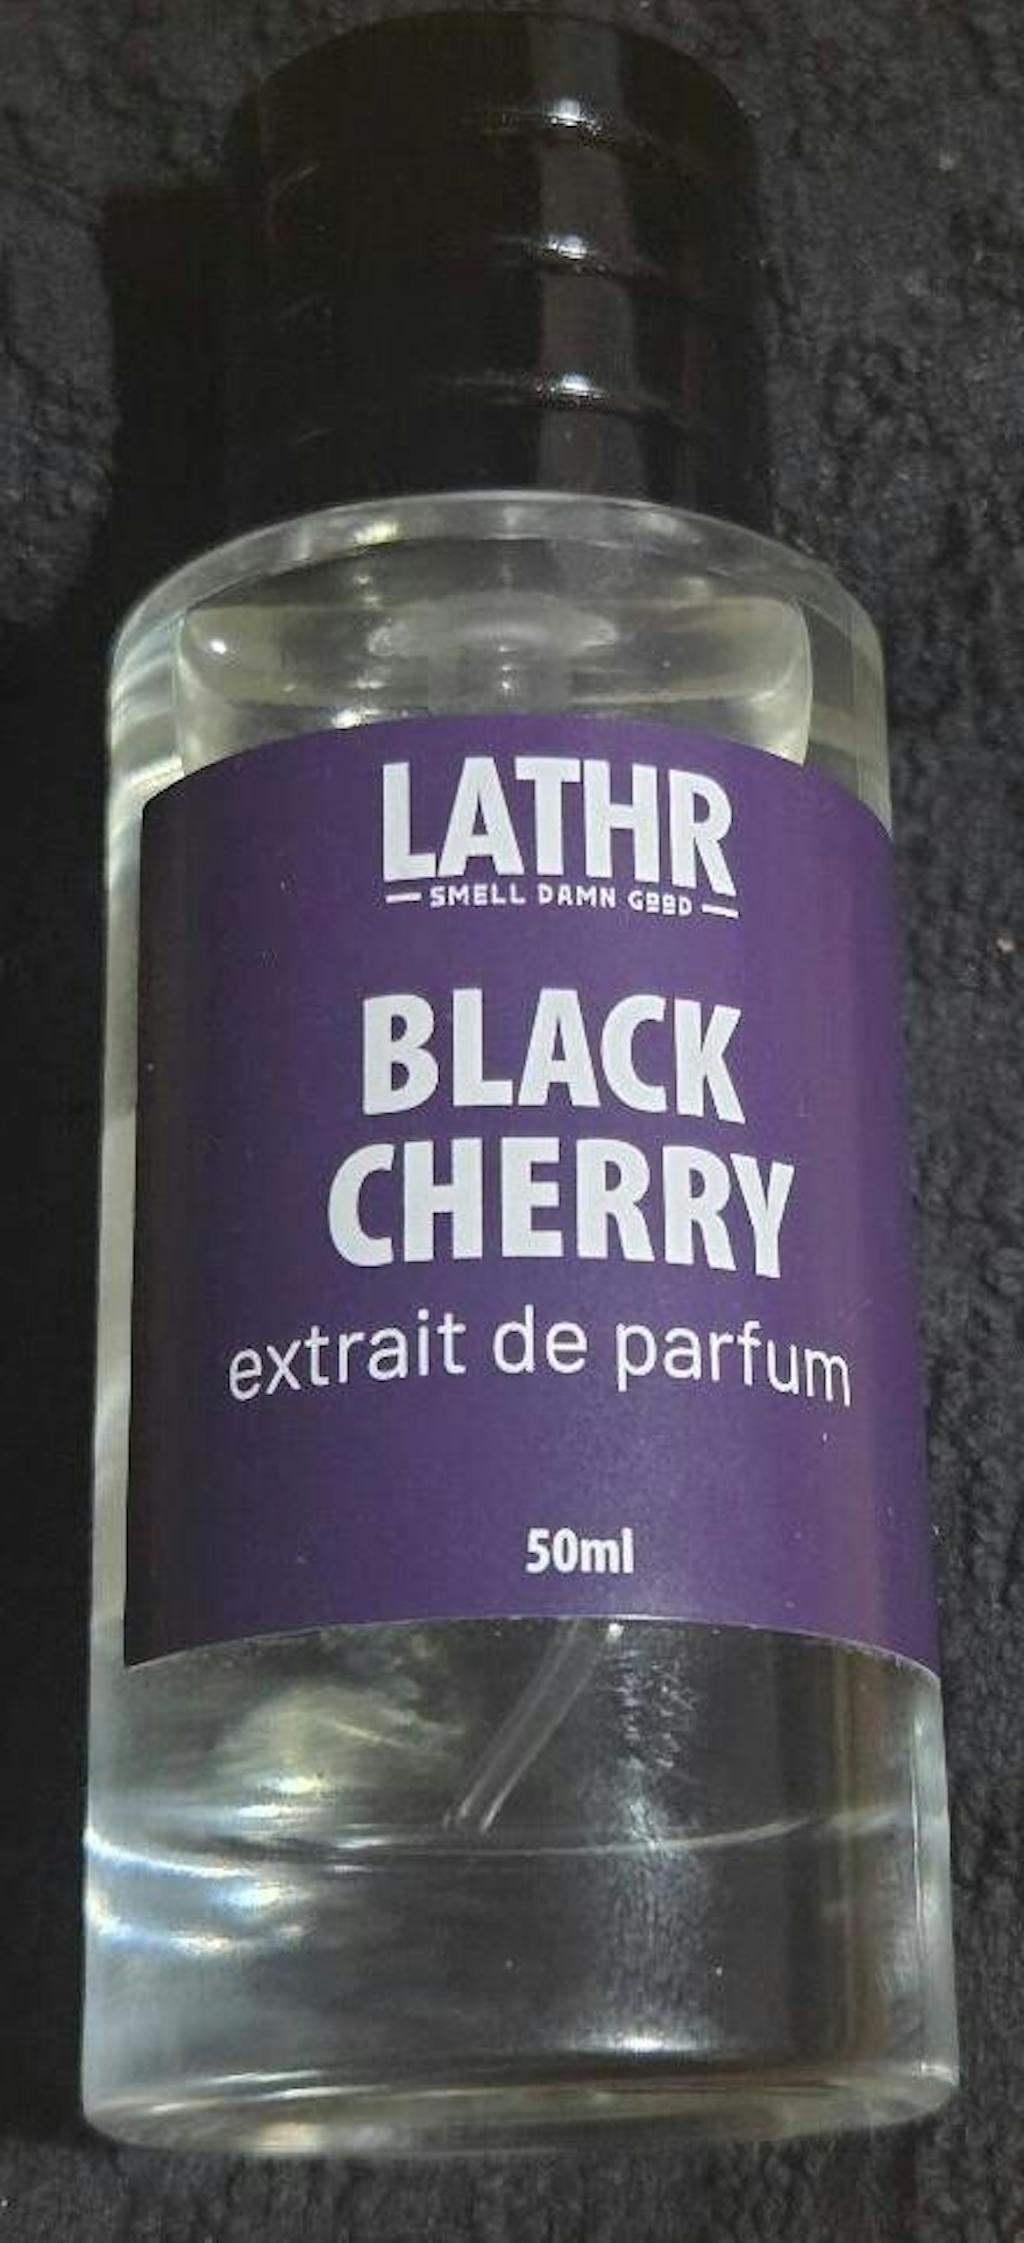 LATHR
SMELL DAMN GOOD
BLACK
CHERRY
extrait de parfum
50ml